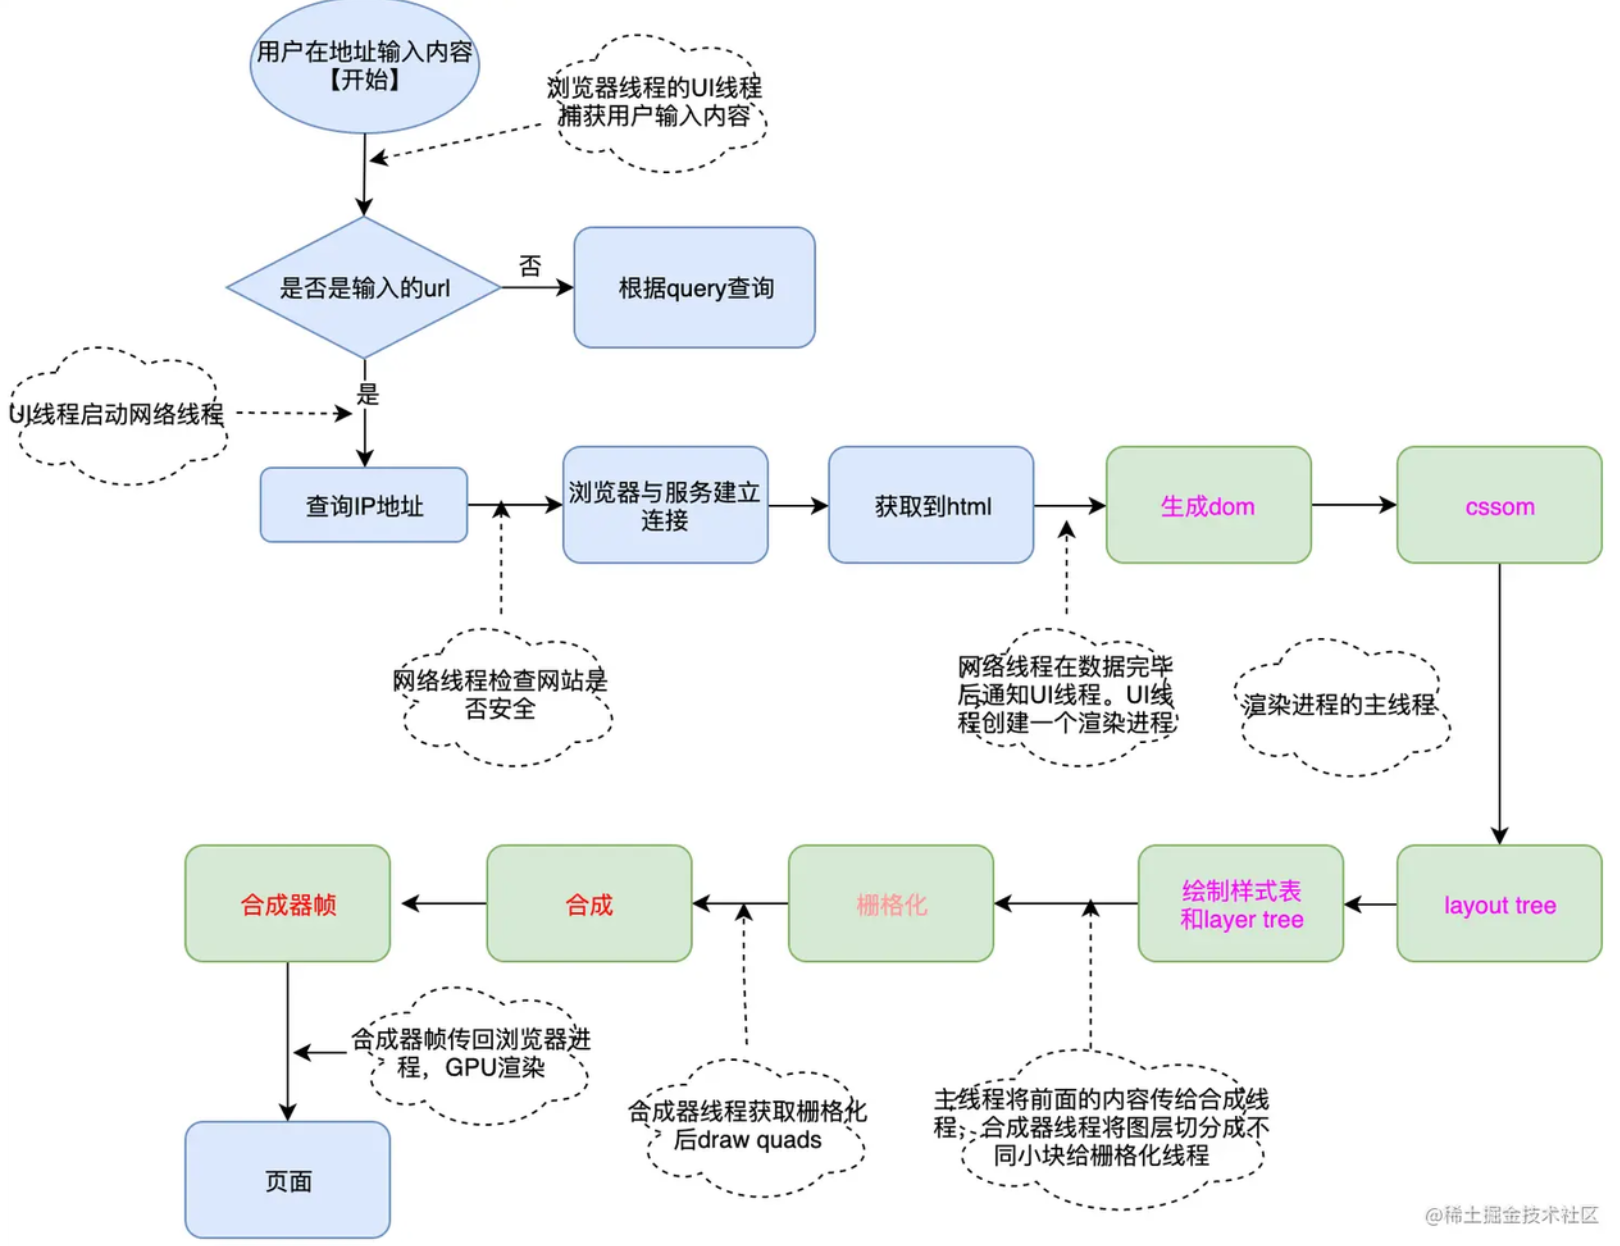 用户在地址输入内容
【开始】
浏览器线程的UI线程
捕获用户输入内容
是否是输入的url
否
根据query查询
是
UI线程启动网络线程
查询IP地址
浏览器与服务建立
连接
获取到html
生成dom
cssom
网络线程检查网站是
否安全
网络线程在数据完毕
后通知UI线程。UI线
程创建一个渲染进程
渲染进程的主线程
合成器帧
合成
栅格化
绘制样式表
和layer tree
layout tree
合成器帧传回浏览器进
程，GPU渲染
合成器线程获取栅格化
后draw quads
主线程将前面的内容传给合成线
程，合成器线程将图层切分成不
同小块给栅格化线程
页面
@稀土掘金技术社区